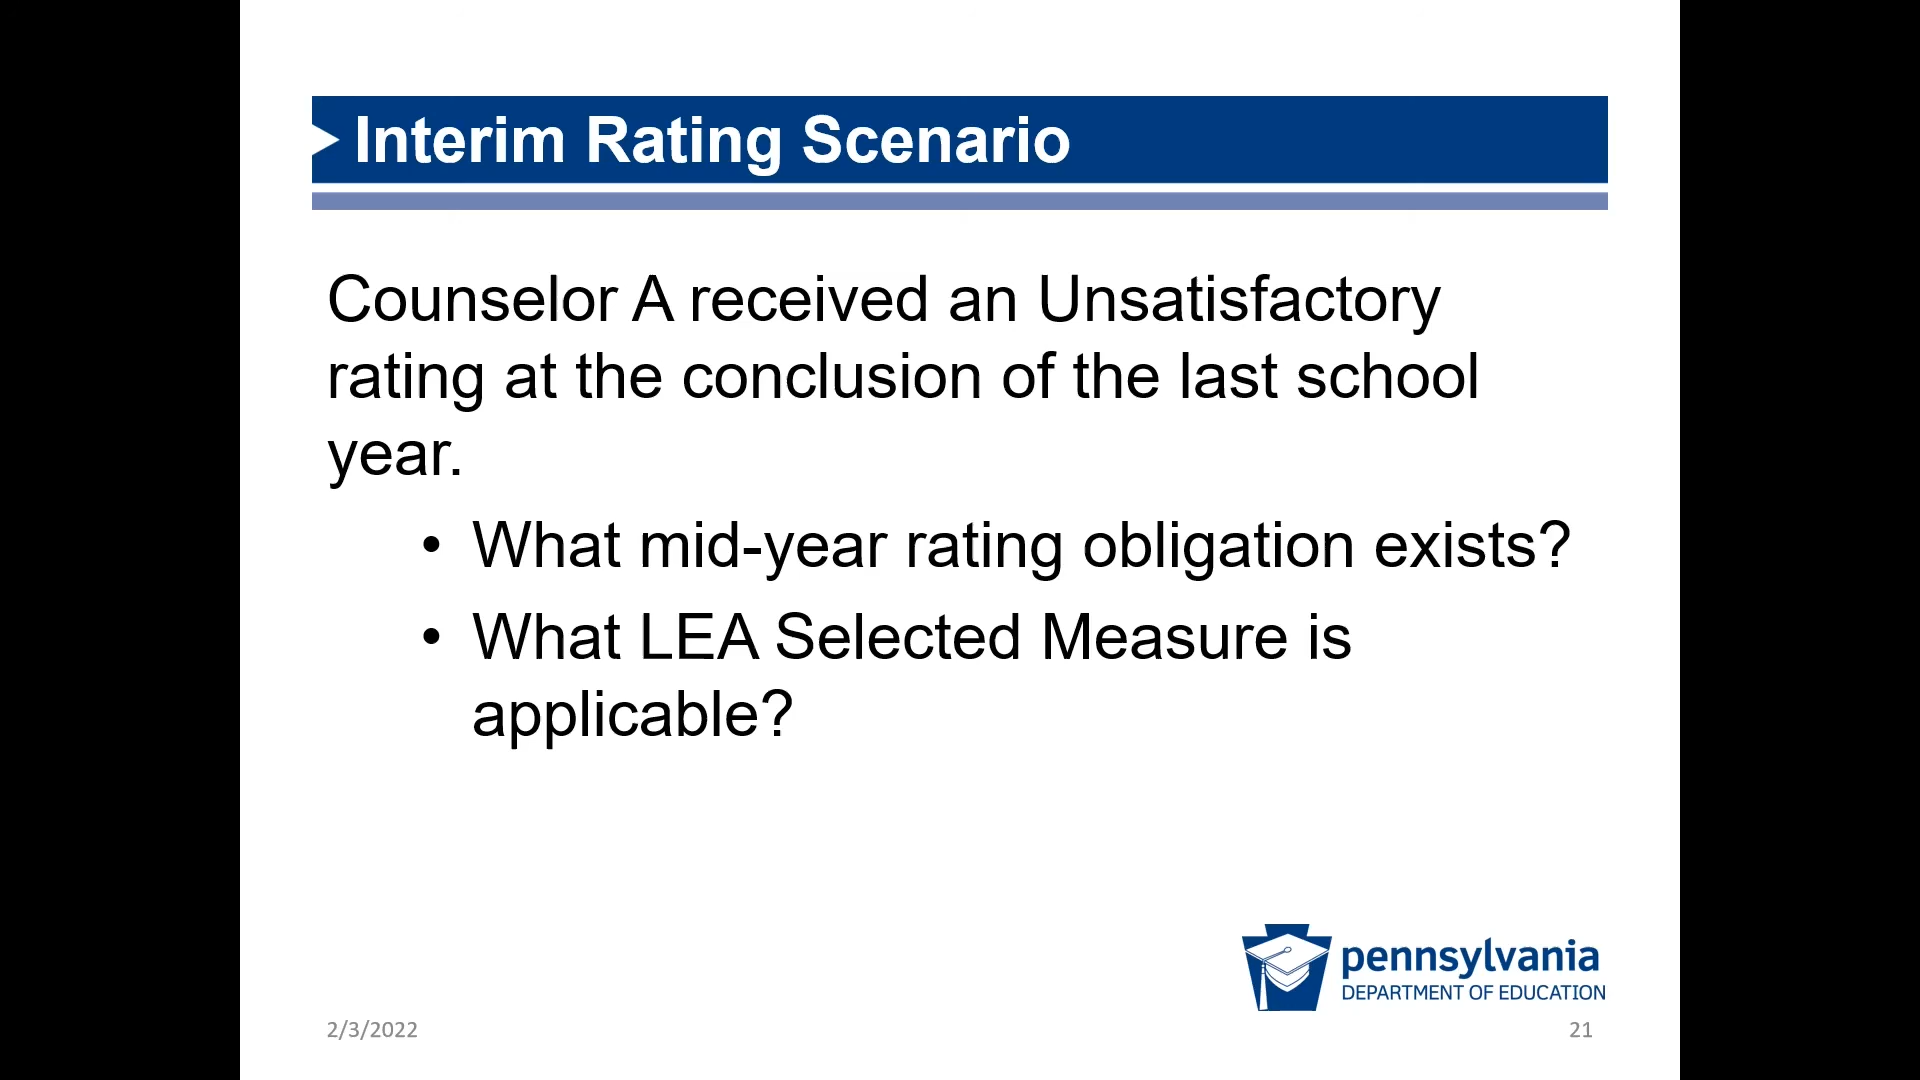 Interim Rating Scenario
Counselor A received an Unsatisfactory
rating at the conclusion of the last school
year.
• What mid-year rating obligation exists?
• What LEA Selected Measure is
applicable?
pennsylvania
DEPARTMENT OF EDUCATION
2/3/2022
21